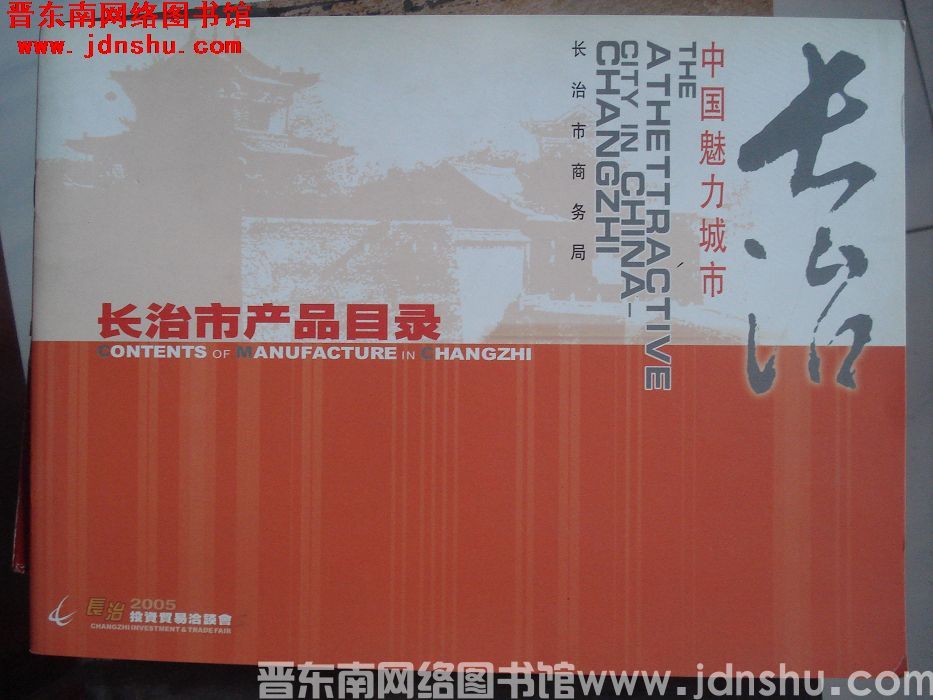 晋东南网络图书馆
www.jdnshu.com
长治
中国魅力城市
THE
ATHETTRACTIVE
CITY IN CHINA-
CHANGZHI
长治市商务局
长治市产品目录
CONTENTS OF MANUFACTURE IN CHANGZHI
長治 2005
投資貿易洽談會
CHANGZHI INVESTMENT & TRADE FAIR
晋东南网络图书馆www.jdnshu.com